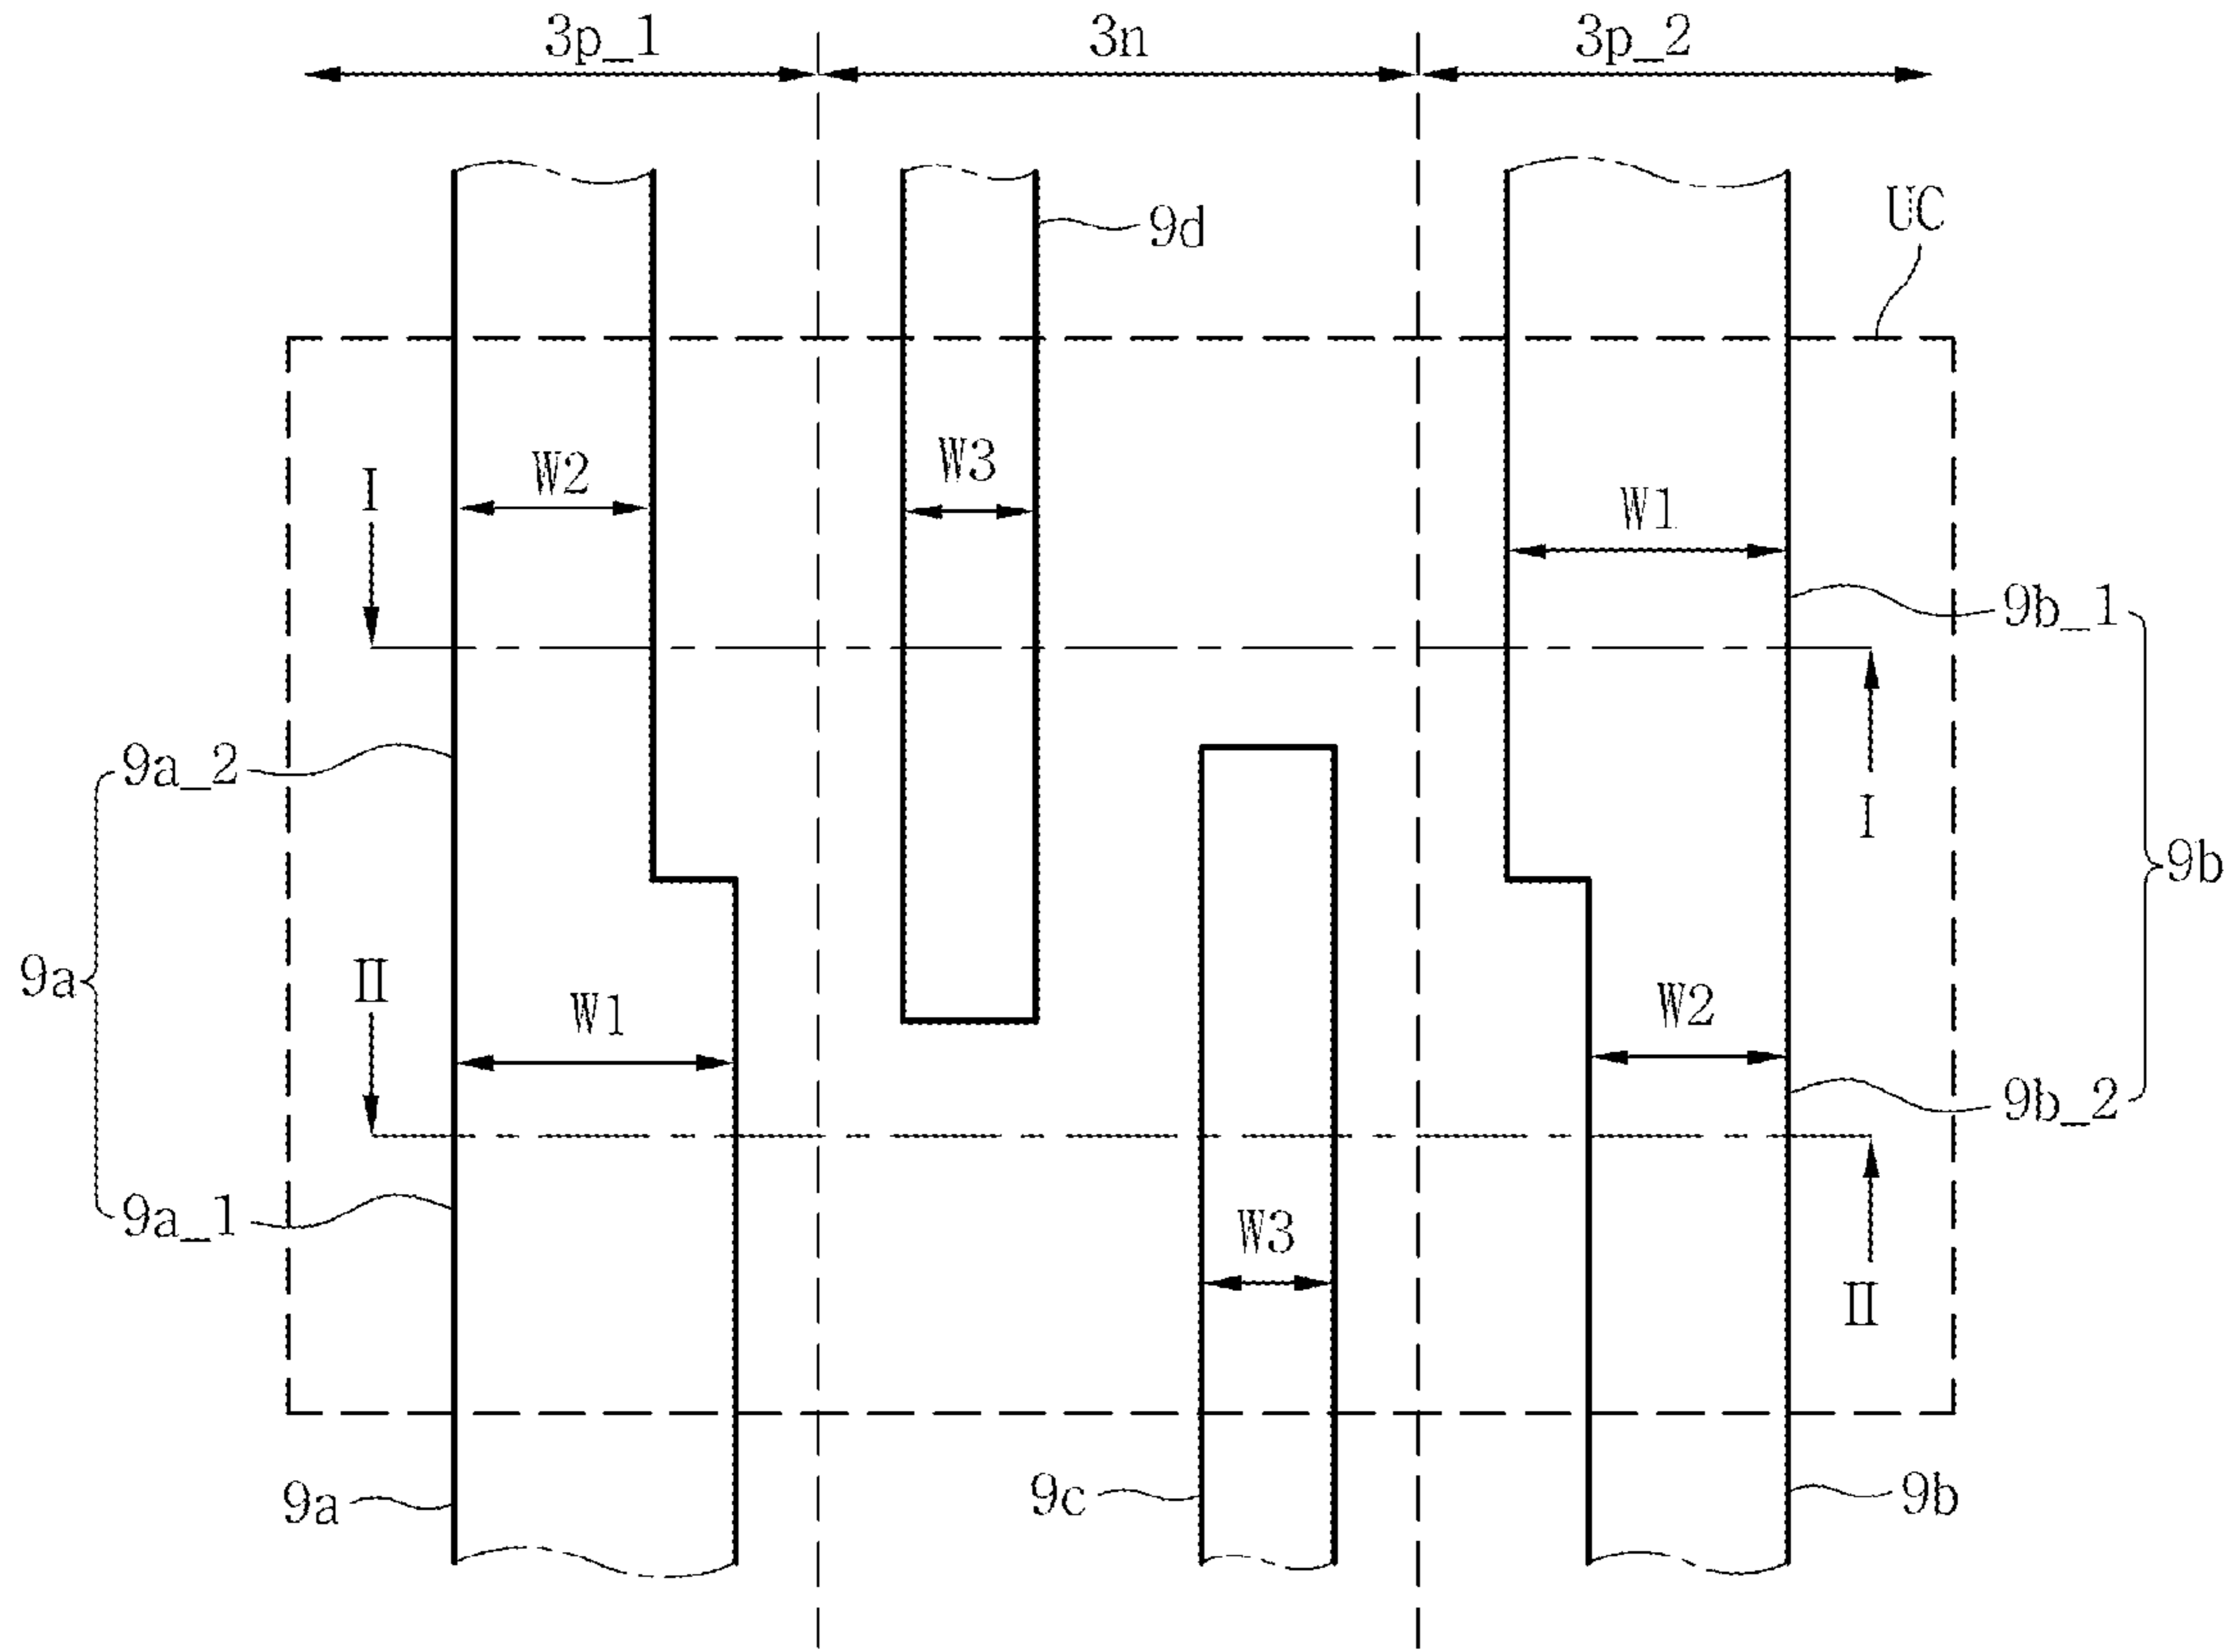 3p_1 3n 3p_2
9d
UC
W2 W3 W1
I
9b_1
9a_2
I
9b
9a
II W1 W2
9b_2
9a_1
W3
II
9a 9c 9b